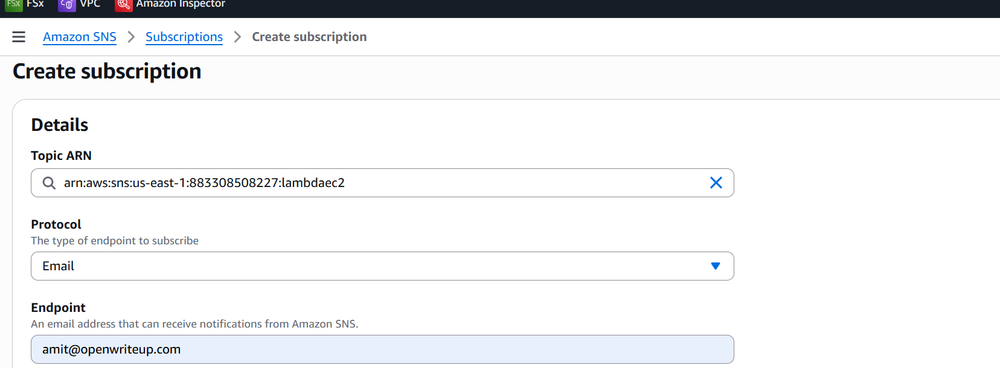 FSx FSx VPC Amazon Inspector
Amazon SNS > Subscriptions > Create subscription
Create subscription
Details
Topic ARN
arn:aws:sns:us-east-1:883308508227:lambdaec2
Protocol
The type of endpoint to subscribe
Email
Endpoint
An email address that can receive notifications from Amazon SNS.
amit@openwriteup.com